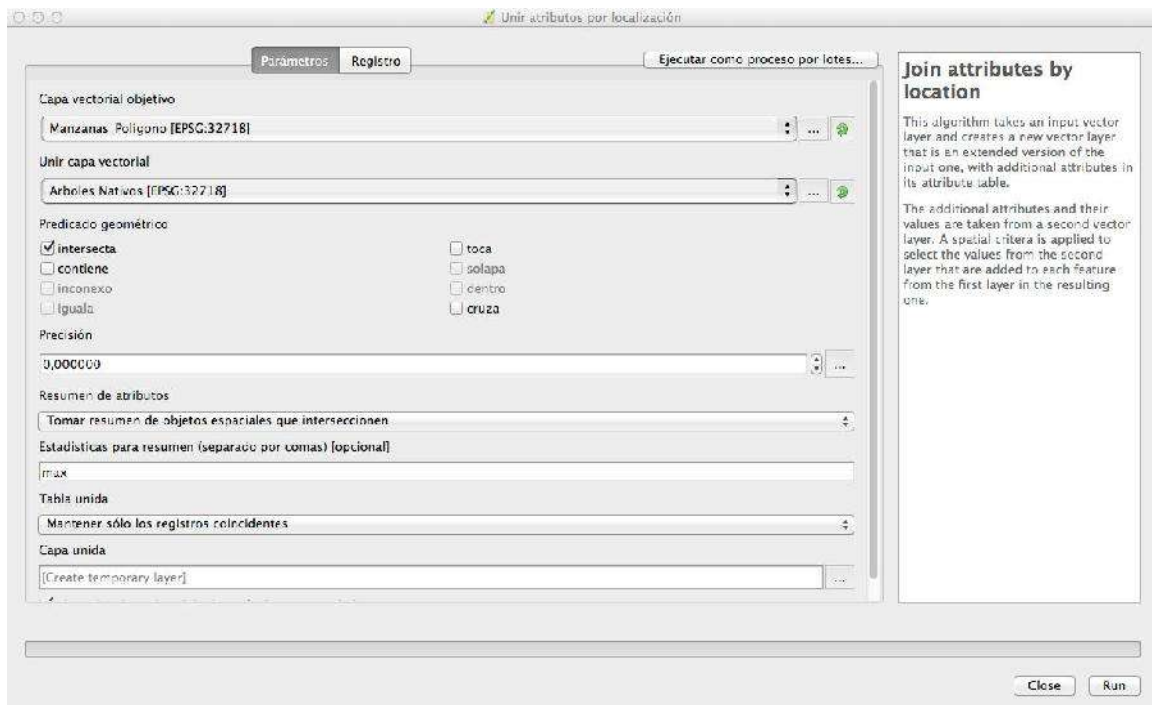 Unir atributos por localización
Parámetros
Registro
Ejecutar como proceso por lotes...
Capa vectorial objetivo
Manzanas Poligono [EPSG:32718]
...
Unir capa vectorial
Arboles Nativos [EPSG:32718]
...
Predicado geométrico
intersecta
toca
contiene
solapa
inconexo
dentro
iguala
cruza
Precisión
0,000000
...
Resumen de atributos
Tomar resumen de objetos espaciales que interseccionen
Estadísticas para resumen (separado por comas) [opcional]
max
Tabla unida
Mantener sólo los registros coincidentes
Capa unida
[Create temporary layer]
...
Join attributes by
location
This algorithm takes an input vector
layer and creates a new vector layer
that is an extended version of the
input one, with additional attributes in
its attribute table.
The additional attributes and their
values are taken from a second vector
layer. A spatial critera is applied to
select the values from the second
layer that are added to each feature
from the first layer in the resulting
one.
Close
Run